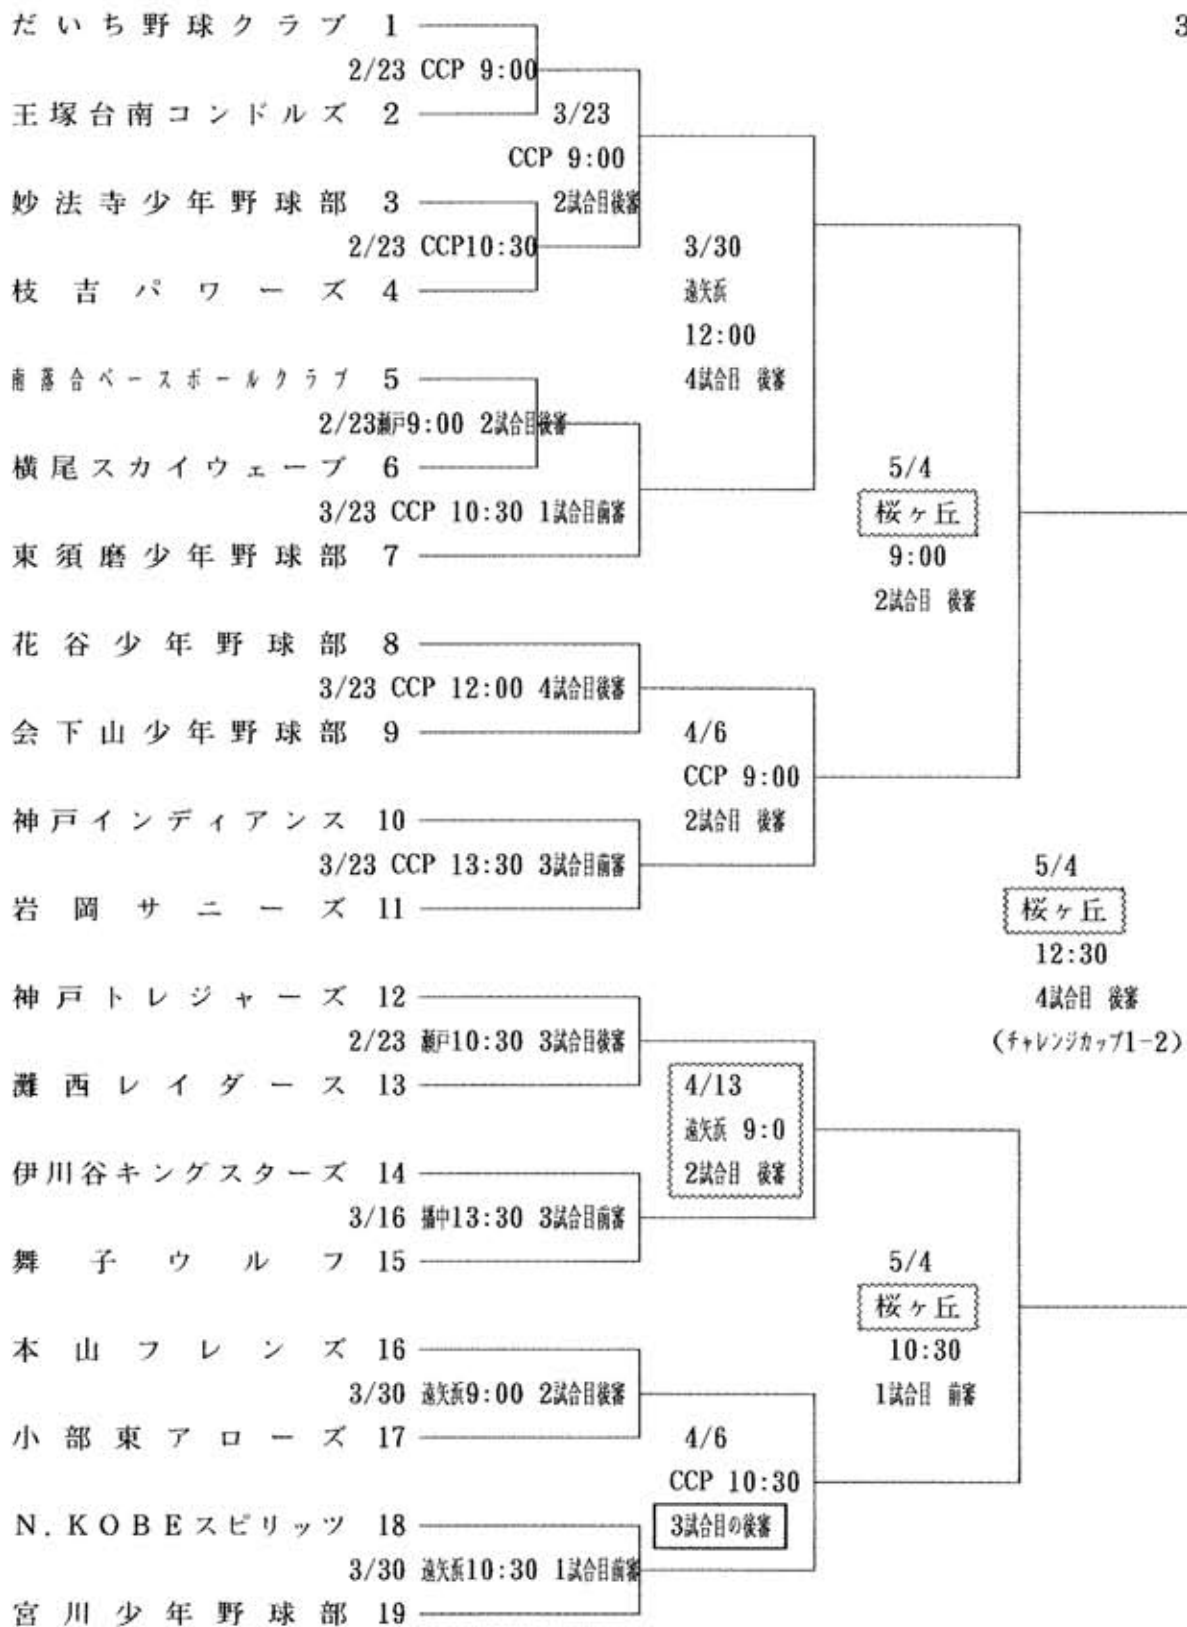 だいち野球クラブ 1
3
2/23 CCP 9:00
王塚台南コンドルズ 2
3/23
CCP 9:00
妙法寺少年野球部 3
2試合目後審
2/23 CCP10:30
3/30
枝吉パワーズ 4
遠矢浜
12:00
南落合ベースボールクラブ 5
4試合目 後審
2/23瀬戸9:00 2試合目後審
横尾スカイウェーブ 6
5/4
3/23 CCP 10:30 1試合目前審
桜ヶ丘
東須磨少年野球部 7
9:00
2試合目 後審
花谷少年野球部 8
3/23 CCP 12:00 4試合目後審
会下山少年野球部 9
4/6
CCP 9:00
神戸インディアンス 10
2試合目 後審
3/23 CCP 13:30 3試合目前審
5/4
岩岡サニーズ 11
桜ヶ丘
12:30
神戸トレジャーズ 12
4試合目 後審
2/23 瀬戸10:30 3試合目後審
(チャレンジカップ1-2)
灘西レイダース 13
4/13
遠矢浜 9:0
伊川谷キングスターズ 14
2試合目 後審
3/16 播中13:30 3試合目前審
舞子ウルフ 15
5/4
桜ヶ丘
本山フレンズ 16
10:30
3/30 遠矢浜9:00 2試合目後審
1試合目 前審
小部東アローズ 17
4/6
CCP 10:30
N.KOBEスピリッツ 18
3試合目の後審
3/30 遠矢浜10:30 1試合目前審
宮川少年野球部 19